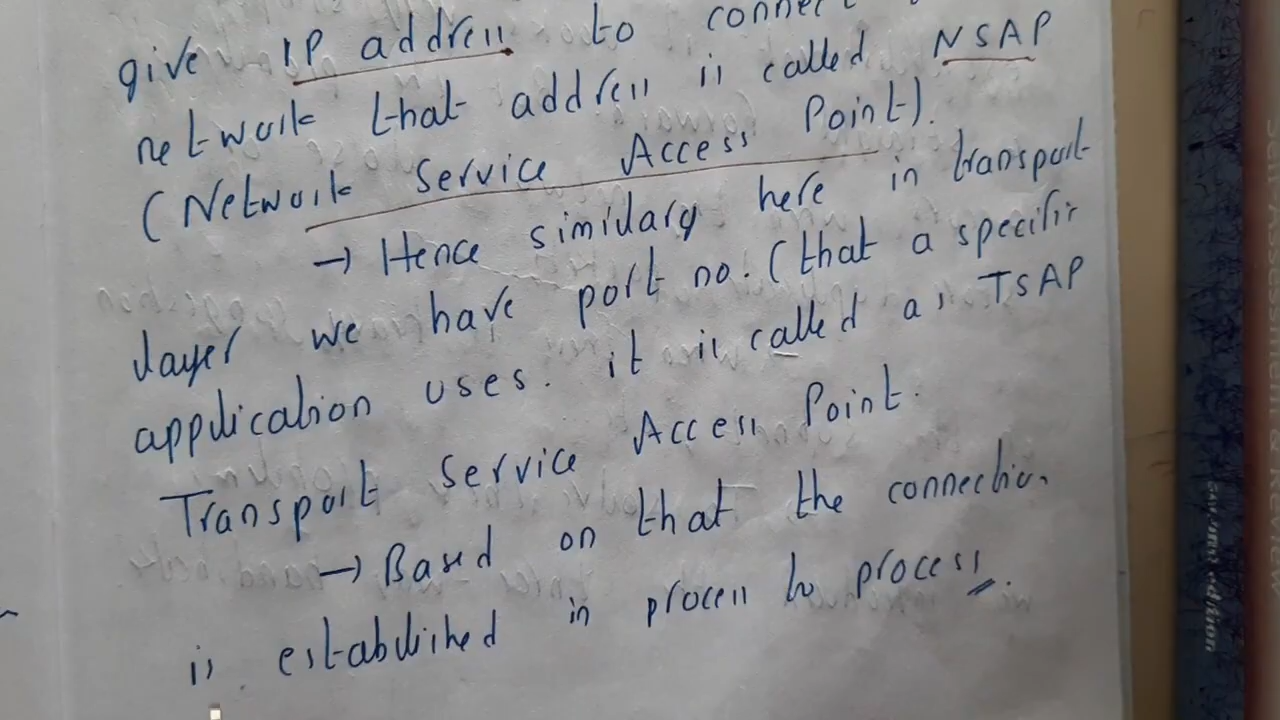 give IP address to connect
network that address is called NSAP
(Network Service Access Point).
→ Hence similary here in transport
layer we have port no. (that a specific
application uses. it is called as TSAP
Transport Service Access Point.
→ Based on that the connection
is established in process to process.
edition